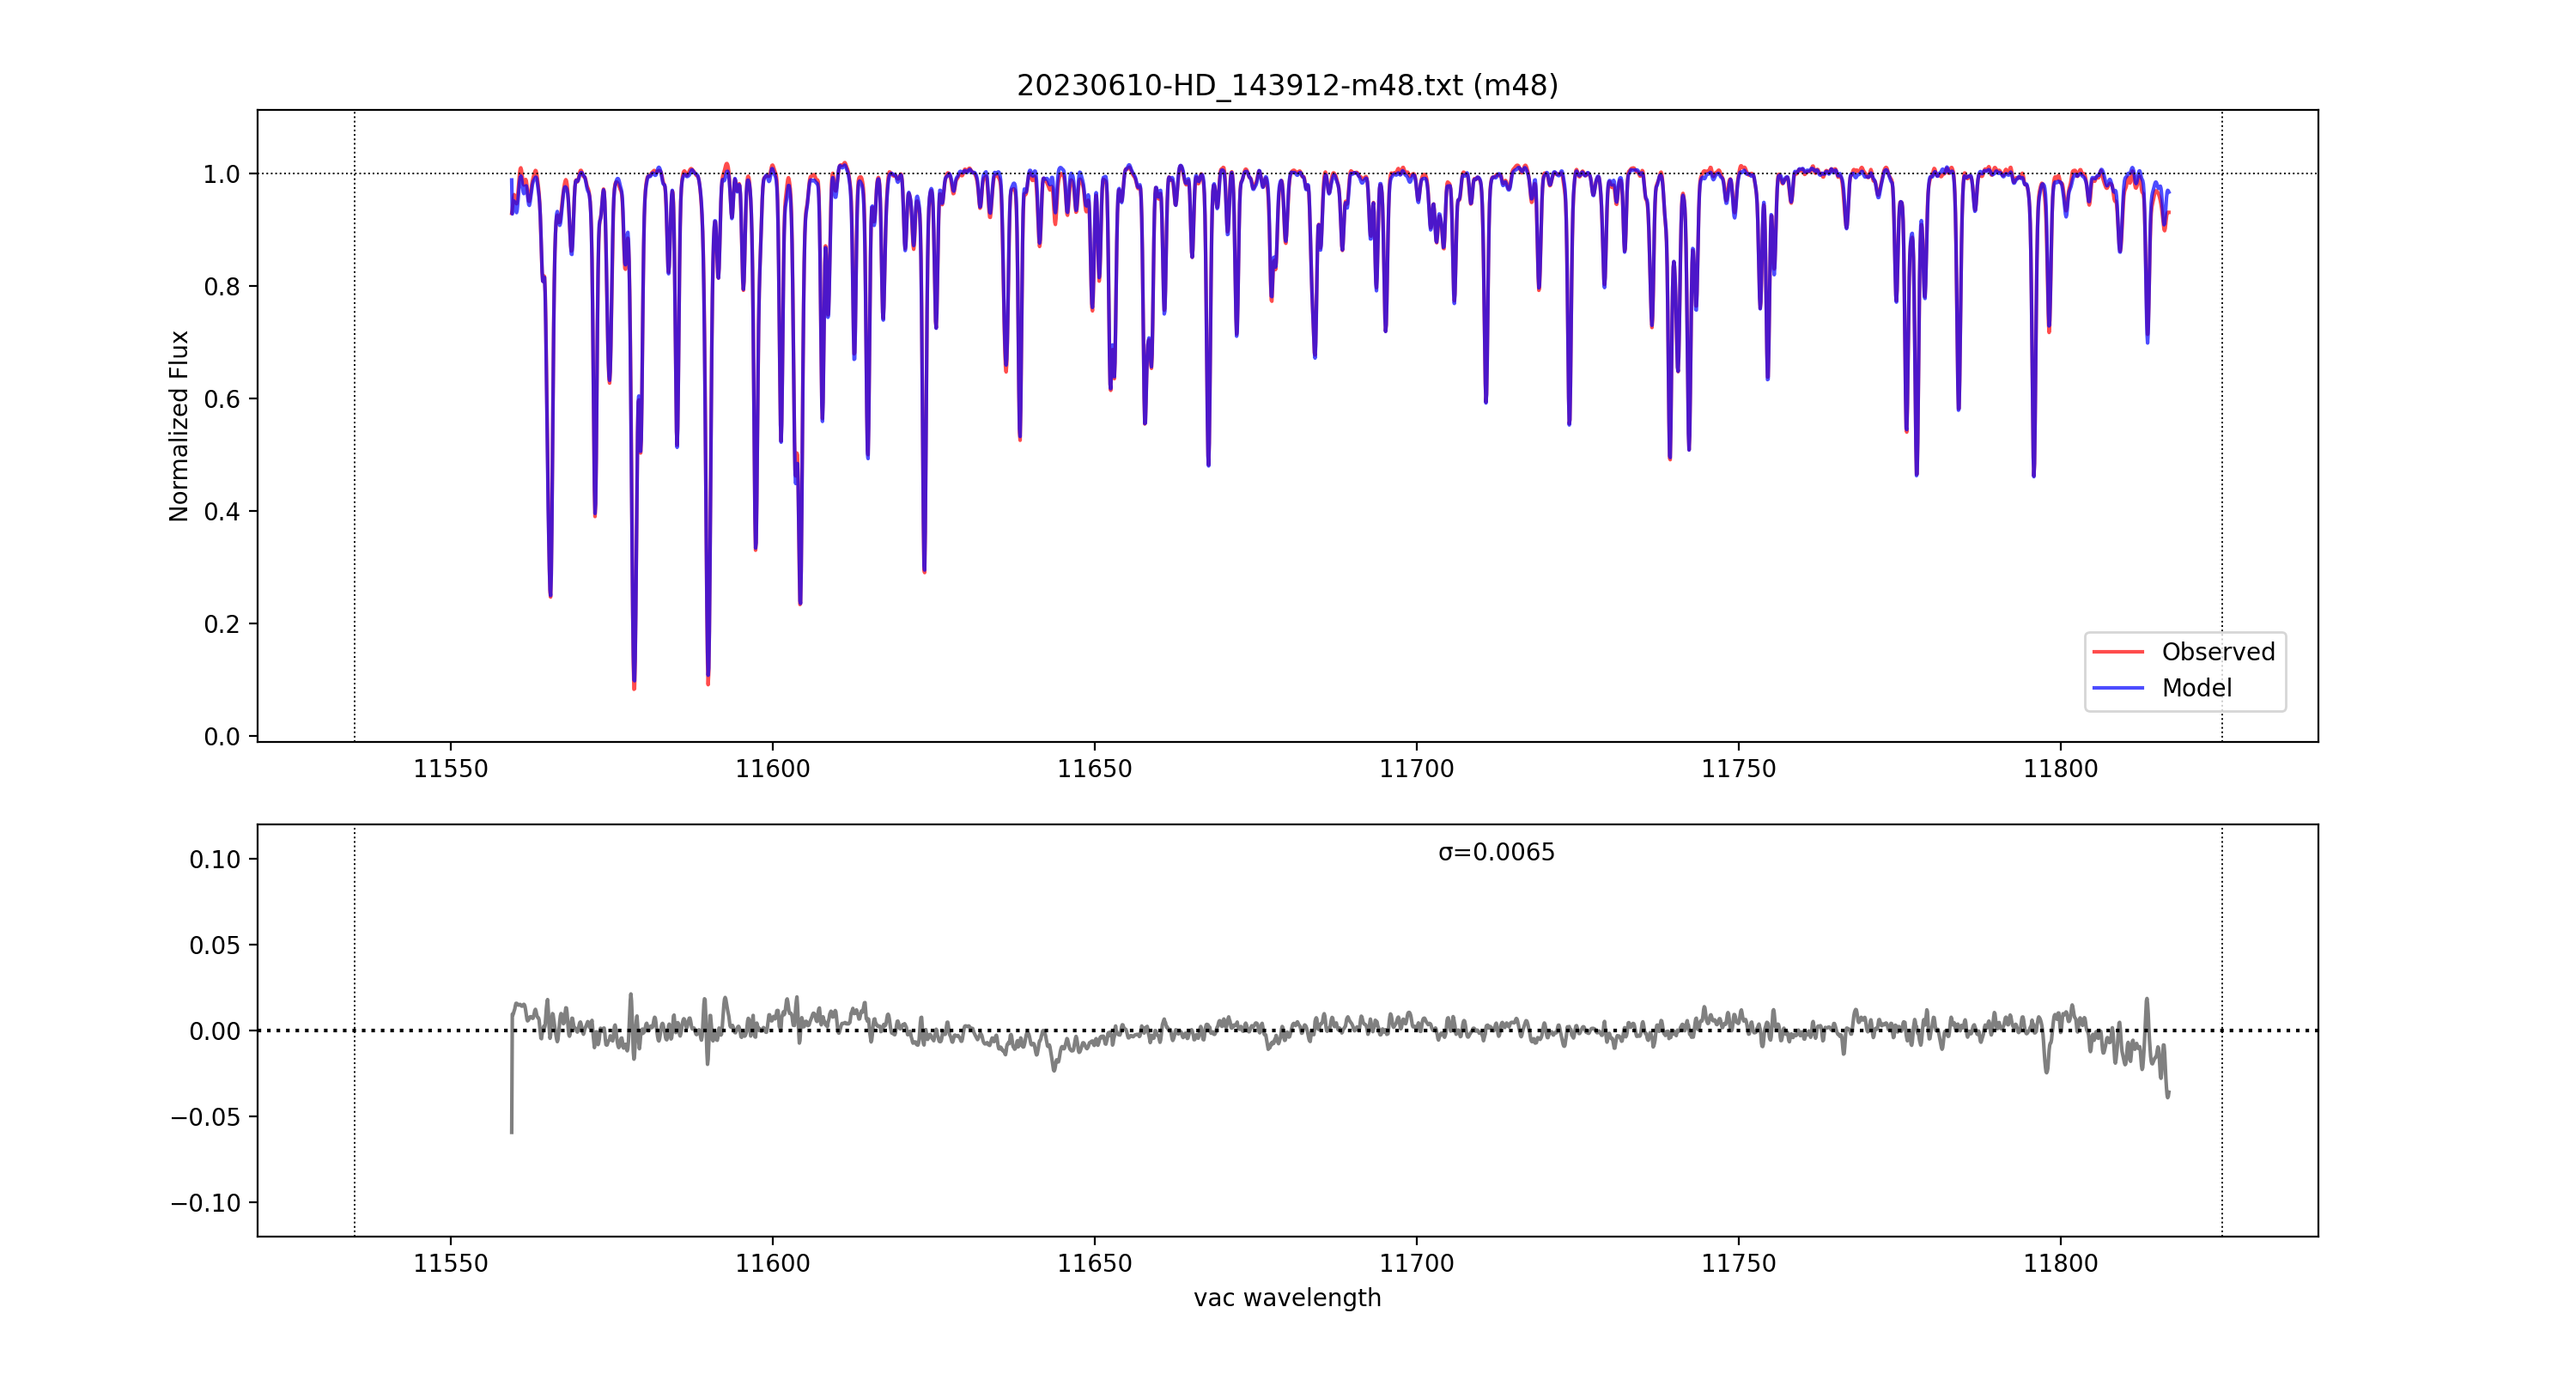 20230610-HD_143912-m48.txt (m48)
Normalized Flux
1.0
0.8
0.6
0.4
0.2
0.0
Observed
Model
11550 11600 11650 11700 11750 11800
σ=0.0065
0.10
0.05
0.00
−0.05
−0.10
11550 11600 11650 11700 11750 11800
vac wavelength